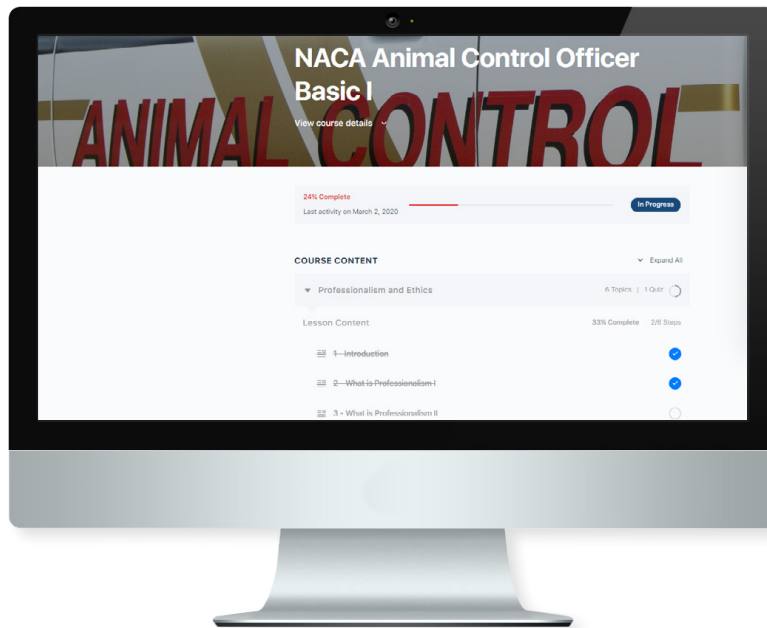 NACA Animal Control Officer
Basic I
View course details
ANIMAL CONTROL
24% Complete
Last activity on March 2, 2020
In Progress
COURSE CONTENT
Expand All
Professionalism and Ethics
6 Topics | 1 Quiz
Lesson Content
33% Complete 2/6 Steps
1 - Introduction
2 - What is Professionalism I
3 - What is Professionalism II